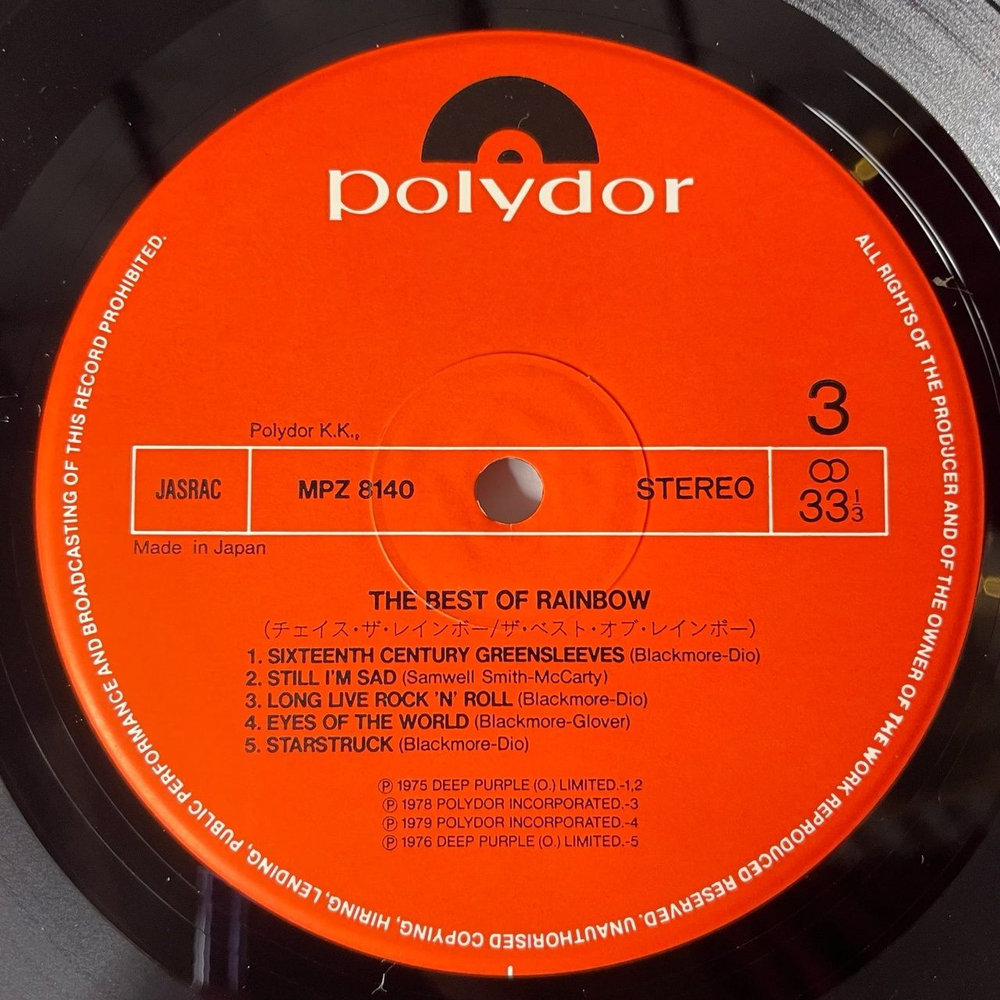 polydor
3
Polydor K.K.,
JASRAC
MPZ 8140
STEREO
33 1/3
Made in Japan
THE BEST OF RAINBOW
(チェイス・ザ・レインボー/ザ・ベスト・オブ・レインボー)
1. SIXTEENTH CENTURY GREENSLEEVES (Blackmore-Dio)
2. STILL I'M SAD (Samwell Smith-McCarty)
3. LONG LIVE ROCK 'N' ROLL (Blackmore-Dio)
4. EYES OF THE WORLD (Blackmore-Glover)
5. STARSTRUCK (Blackmore-Dio)
Ⓟ 1975 DEEP PURPLE (O.) LIMITED.-1,2
Ⓟ 1978 POLYDOR INCORPORATED.-3
Ⓟ 1979 POLYDOR INCORPORATED.-4
Ⓟ 1976 DEEP PURPLE (O.) LIMITED.-5
ALL RIGHTS OF THE PRODUCER AND OF THE OWNER OF THE WORK REPRODUCED RESERVED. UNAUTHORISED COPYING, HIRING, LENDING, PUBLIC PERFORMANCE AND BROADCASTING OF THIS RECORD PROHIBITED.